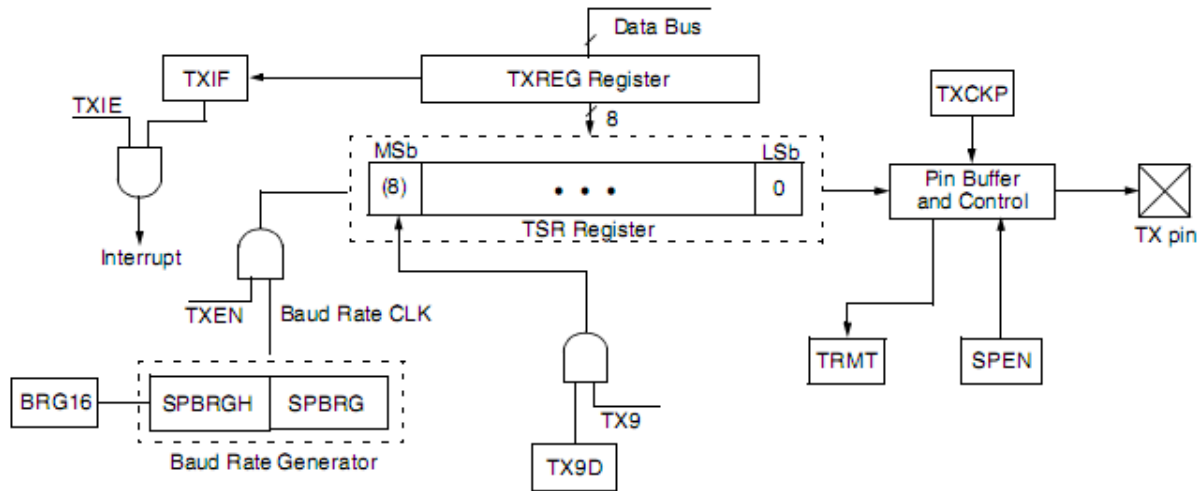 Data Bus
TXIF
TXREG Register
TXIE
8
TXCKP
MSb
LSb
(8)
• • •
0
Pin Buffer
and Control
TSR Register
TX pin
Interrupt
TXEN
Baud Rate CLK
TRMT
SPEN
BRG16
SPBRGH
SPBRG
TX9
Baud Rate Generator
TX9D